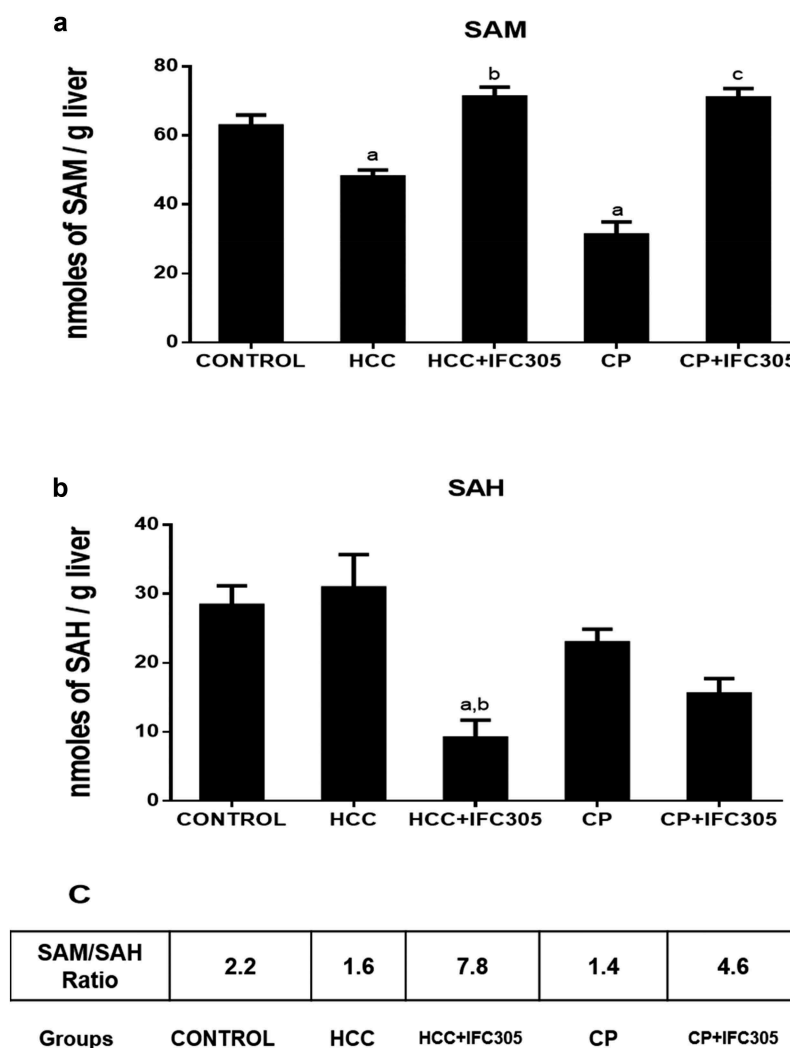 a
SAM
nmoles of SAM / g liver
80
60
40
20
0
a
b
a
c
CONTROL HCC HCC+IFC305 CP CP+IFC305
b
SAH
nmoles of SAH / g liver
40
30
20
10
0
a,b
CONTROL HCC HCC+IFC305 CP CP+IFC305
C
SAM/SAH Ratio 2.2 1.6 7.8 1.4 4.6
Groups CONTROL HCC HCC+IFC305 CP CP+IFC305